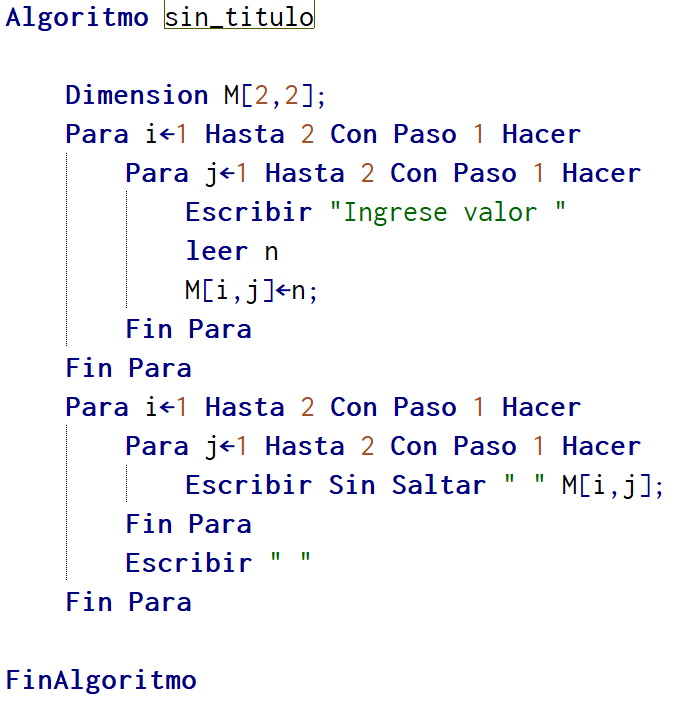 Algoritmo sin_titulo
Dimension M[2,2];
Para i←1 Hasta 2 Con Paso 1 Hacer
Para j←1 Hasta 2 Con Paso 1 Hacer
Escribir "Ingrese valor "
leer n
M[i,j]←n;
Fin Para
Fin Para
Para i←1 Hasta 2 Con Paso 1 Hacer
Para j←1 Hasta 2 Con Paso 1 Hacer
Escribir Sin Saltar " " M[i,j];
Fin Para
Escribir " "
Fin Para
FinAlgoritmo